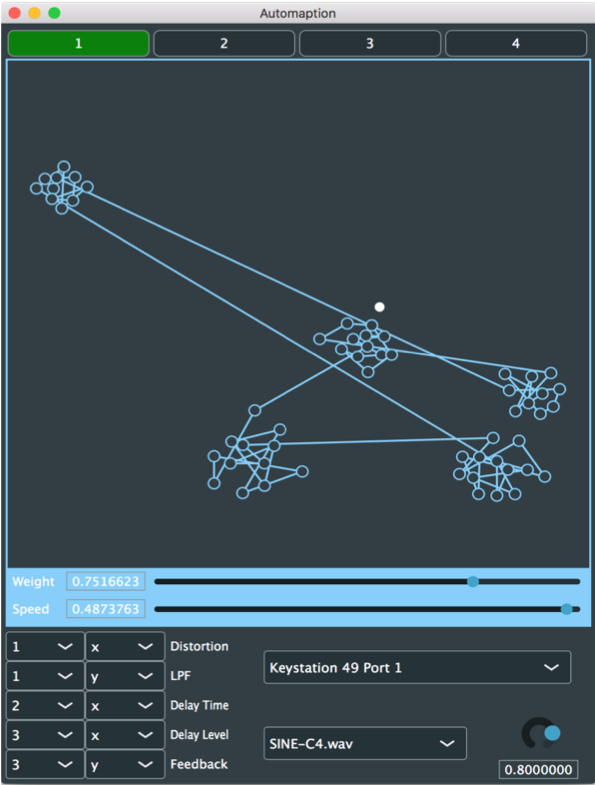 Automaption
1 2 3 4
Weight 0.7516623
Speed 0.4873763
1 x Distortion
Keystation 49 Port 1
1 y LPF
2 x Delay Time
3 x Delay Level
SINE-C4.wav
3 y Feedback
0.8000000